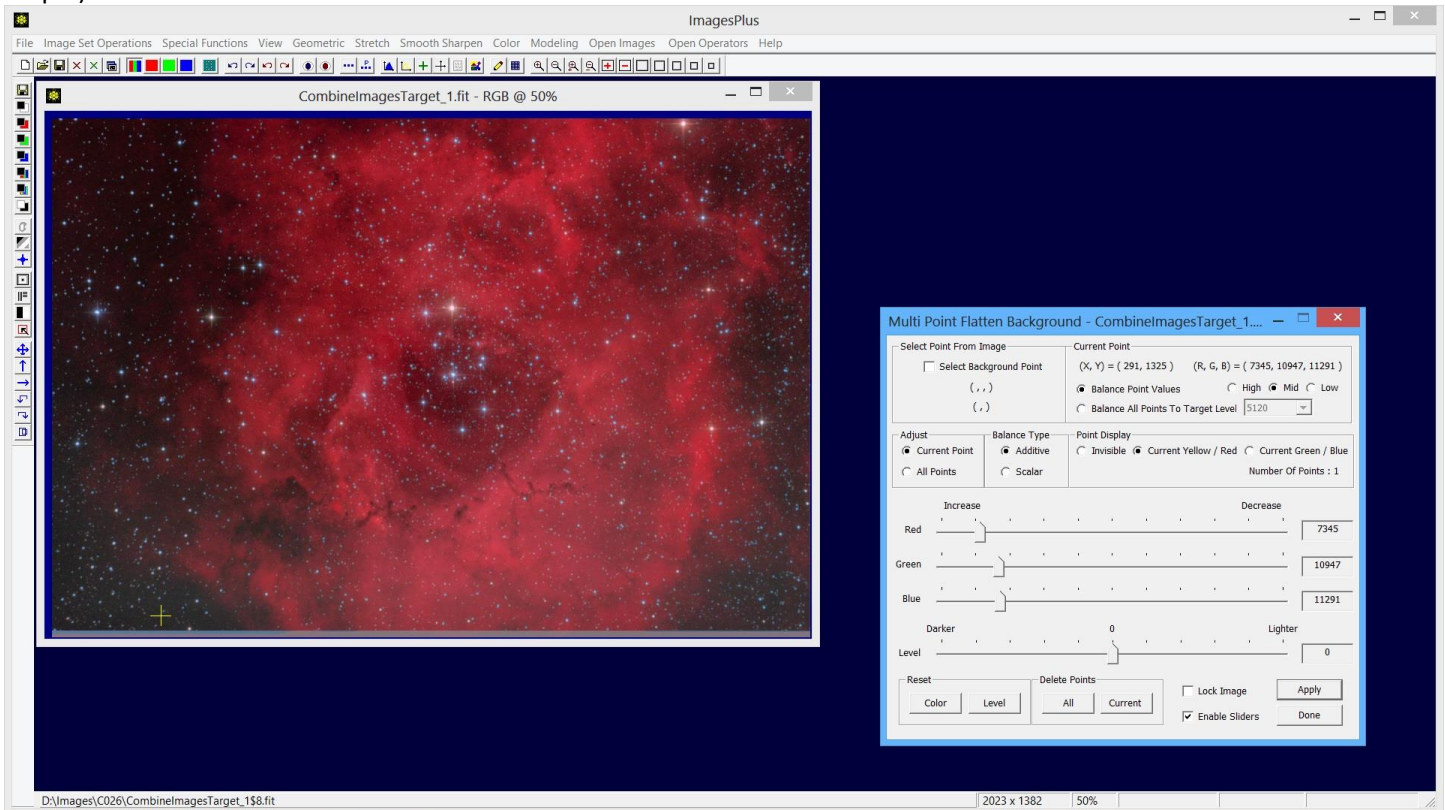 ImagesPlus
File Image Set Operations Special Functions View Geometric Stretch Smooth Sharpen Color Modeling Open Images Open Operators Help
CombineImagesTarget_1.fit - RGB @ 50%
Multi Point Flatten Background - CombineImagesTarget_1....
Select Point From Image
Select Background Point
( , , )
( , )
Current Point
(X, Y) = ( 291, 1325 ) (R, G, B) = ( 7345, 10947, 11291 )
Balance Point Values High Mid Low
Balance All Points To Target Level 5120
Adjust
Current Point
All Points
Balance Type
Additive
Scalar
Point Display
Invisible Current Yellow / Red Current Green / Blue
Number Of Points : 1
Increase Decrease
Red 7345
Green 10947
Blue 11291
Darker 0 Lighter
Level 0
Reset
Color Level
Delete Points
All Current
Lock Image
Enable Sliders
Apply
Done
D:\Images\C026\CombineImagesTarget_1$8.fit 2023 x 1382 50%